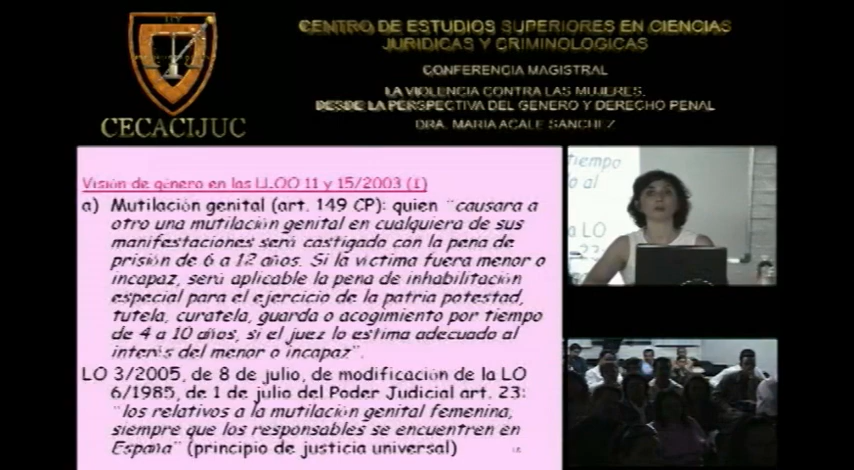 CENTRO DE ESTUDIOS SUPERIORES EN CIENCIAS
JURIDICAS Y CRIMINOLOGICAS
CONFERENCIA MAGISTRAL
LA VIOLENCIA CONTRA LAS MUJERES.
DESDE LA PERSPECTIVA DEL GENERO Y DERECHO PENAL
DRA. MARIA ACALE SANCHEZ
CECACIJUC
Visión de género en las LLOO 11 y 15/2003 (I)
a) Mutilación genital (art. 149 CP): quien "causara a
otro una mutilación genital en cualquiera de sus
manifestaciones será castigado con la pena de
prisión de 6 a 12 años. Si la víctima fuera menor o
incapaz, será aplicable la pena de inhabilitación
especial para el ejercicio de la patria potestad,
tutela, curatela, guarda o acogimiento por tiempo
de 4 a 10 años, si el juez lo estima adecuado al
interés del menor o incapaz".
LO 3/2005, de 8 de julio, de modificación de la LO
6/1985, de 1 de julio del Poder Judicial art. 23:
"los relativos a la mutilación genital femenina,
siempre que los responsables se encuentren en
España" (principio de justicia universal)
tiempo
do al
LO
23